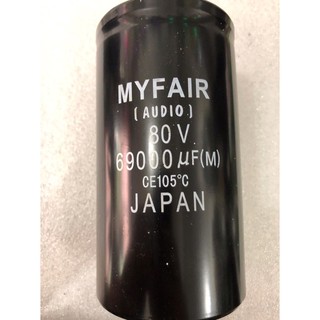 MYFAIR
(AUDIO)
80V
69000µF(M)
CE105°C
JAPAN